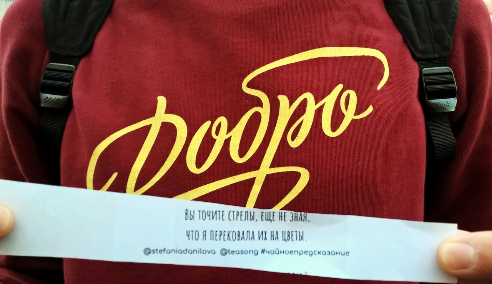 Добро
Вы точите стрелы, еще не зная,
что я перековала их на цветы.
@stefaniadanilova @teasong #чайноепредсказание